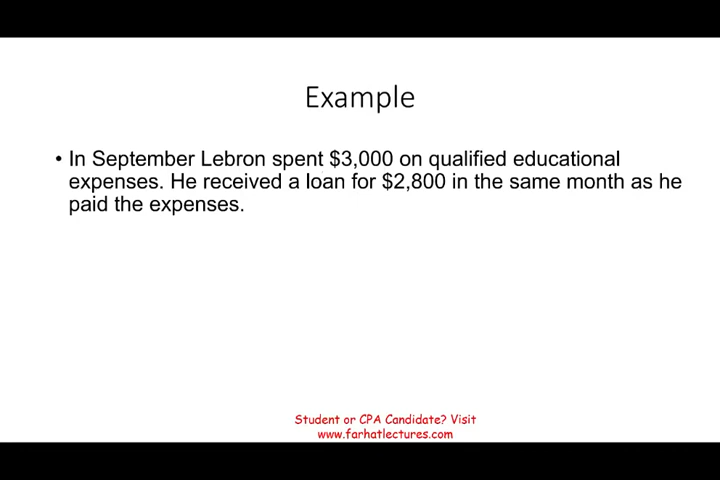 Example
• In September Lebron spent $3,000 on qualified educational
expenses. He received a loan for $2,800 in the same month as he
paid the expenses.
Student or CPA Candidate? Visit
www.farhatlectures.com